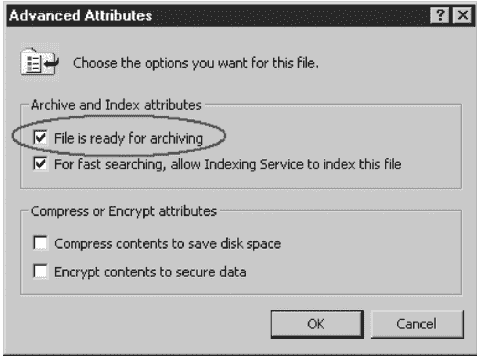 Advanced Attributes
Choose the options you want for this file.
Archive and Index attributes
File is ready for archiving
For fast searching, allow Indexing Service to index this file
Compress or Encrypt attributes
Compress contents to save disk space
Encrypt contents to secure data
OK Cancel